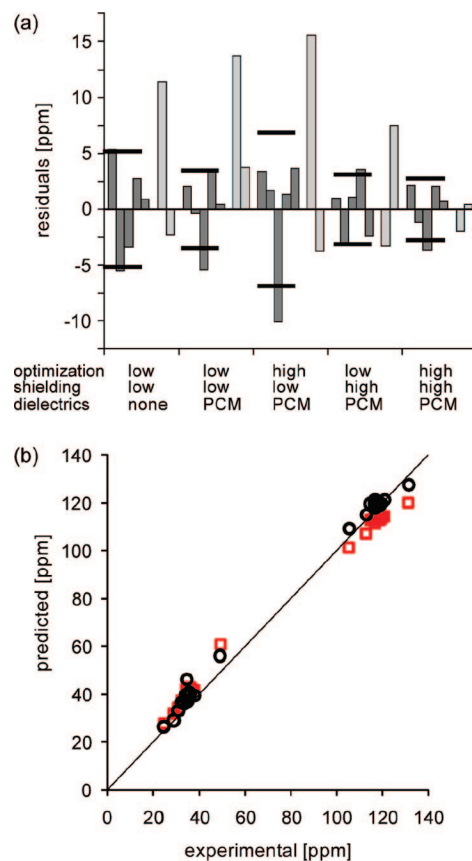 (a)
15
10
5
0
-5
-10
residuals [ppm]
optimization low low high low high
shielding low low low high high
dielectrics none PCM PCM PCM PCM
(b)
140
120
100
80
60
40
20
0
predicted [ppm]
0 20 40 60 80 100 120 140
experimental [ppm]